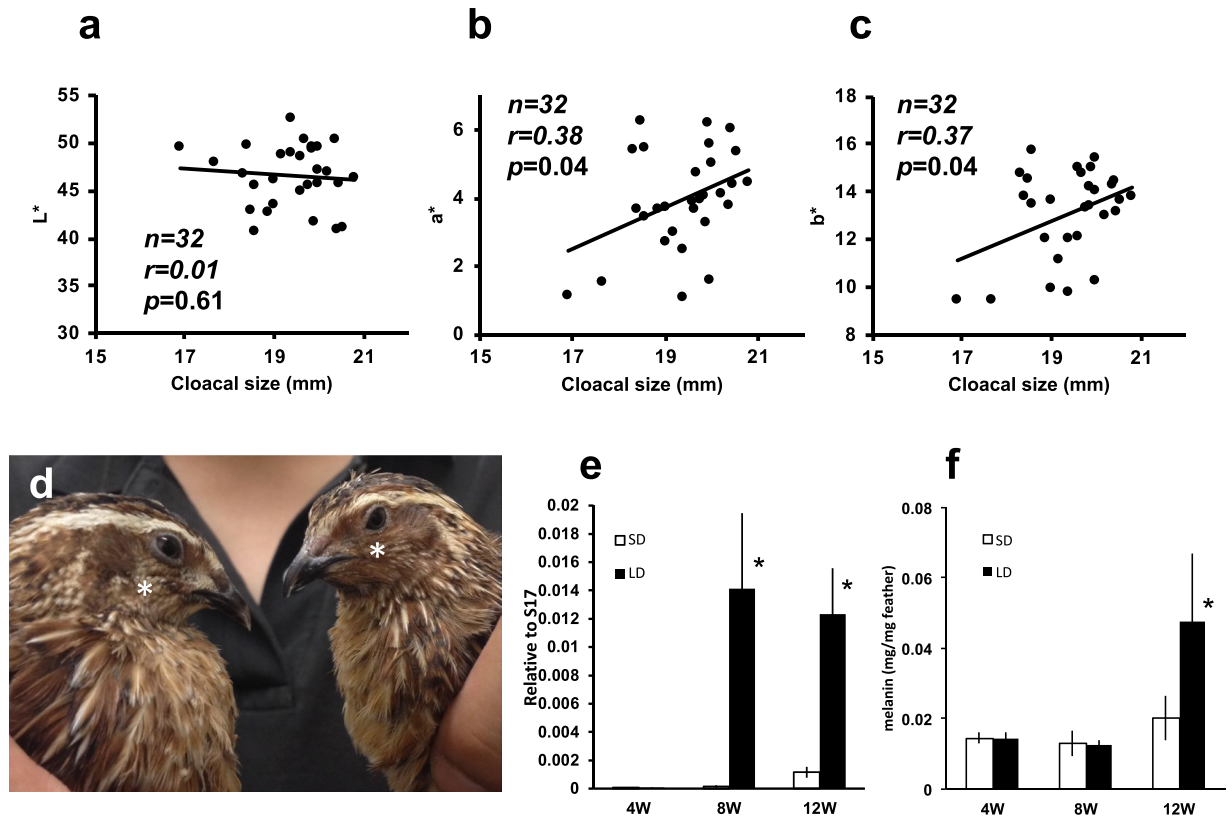 a
L*
55
50
45
40
35
30
n=32
r=0.01
p=0.61
15
17
19
21
Cloacal size (mm)
b
a*
6
4
2
0
n=32
r=0.38
p=0.04
15
17
19
21
Cloacal size (mm)
c
b*
18
16
14
12
10
8
n=32
r=0.37
p=0.04
15
17
19
21
Cloacal size (mm)
d
*
*
e
Relative to S17
0.02
0.018
0.016
0.014
0.012
0.01
0.008
0.006
0.004
0.002
0
SD
LD
*
*
4W
8W
12W
f
melanin (mg/mg feather)
0.08
0.06
0.04
0.02
0
SD
LD
*
4W
8W
12W